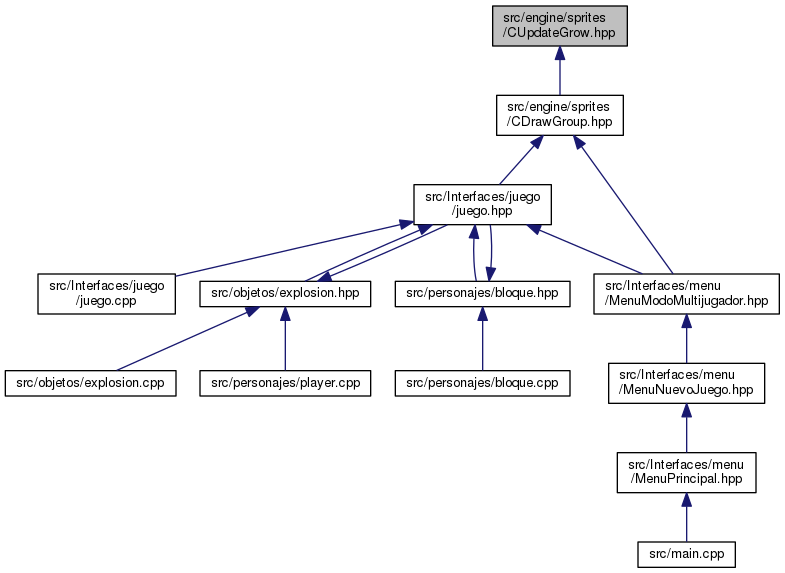 src/engine/sprites
/CUpdateGrow.hpp
src/engine/sprites
/CDrawGroup.hpp
src/Interfaces/juego
/juego.hpp
src/Interfaces/juego
/juego.cpp
src/objetos/explosion.hpp
src/personajes/bloque.hpp
src/Interfaces/menu
/MenuModoMultijugador.hpp
src/objetos/explosion.cpp
src/personajes/player.cpp
src/personajes/bloque.cpp
src/Interfaces/menu
/MenuNuevoJuego.hpp
src/Interfaces/menu
/MenuPrincipal.hpp
src/main.cpp